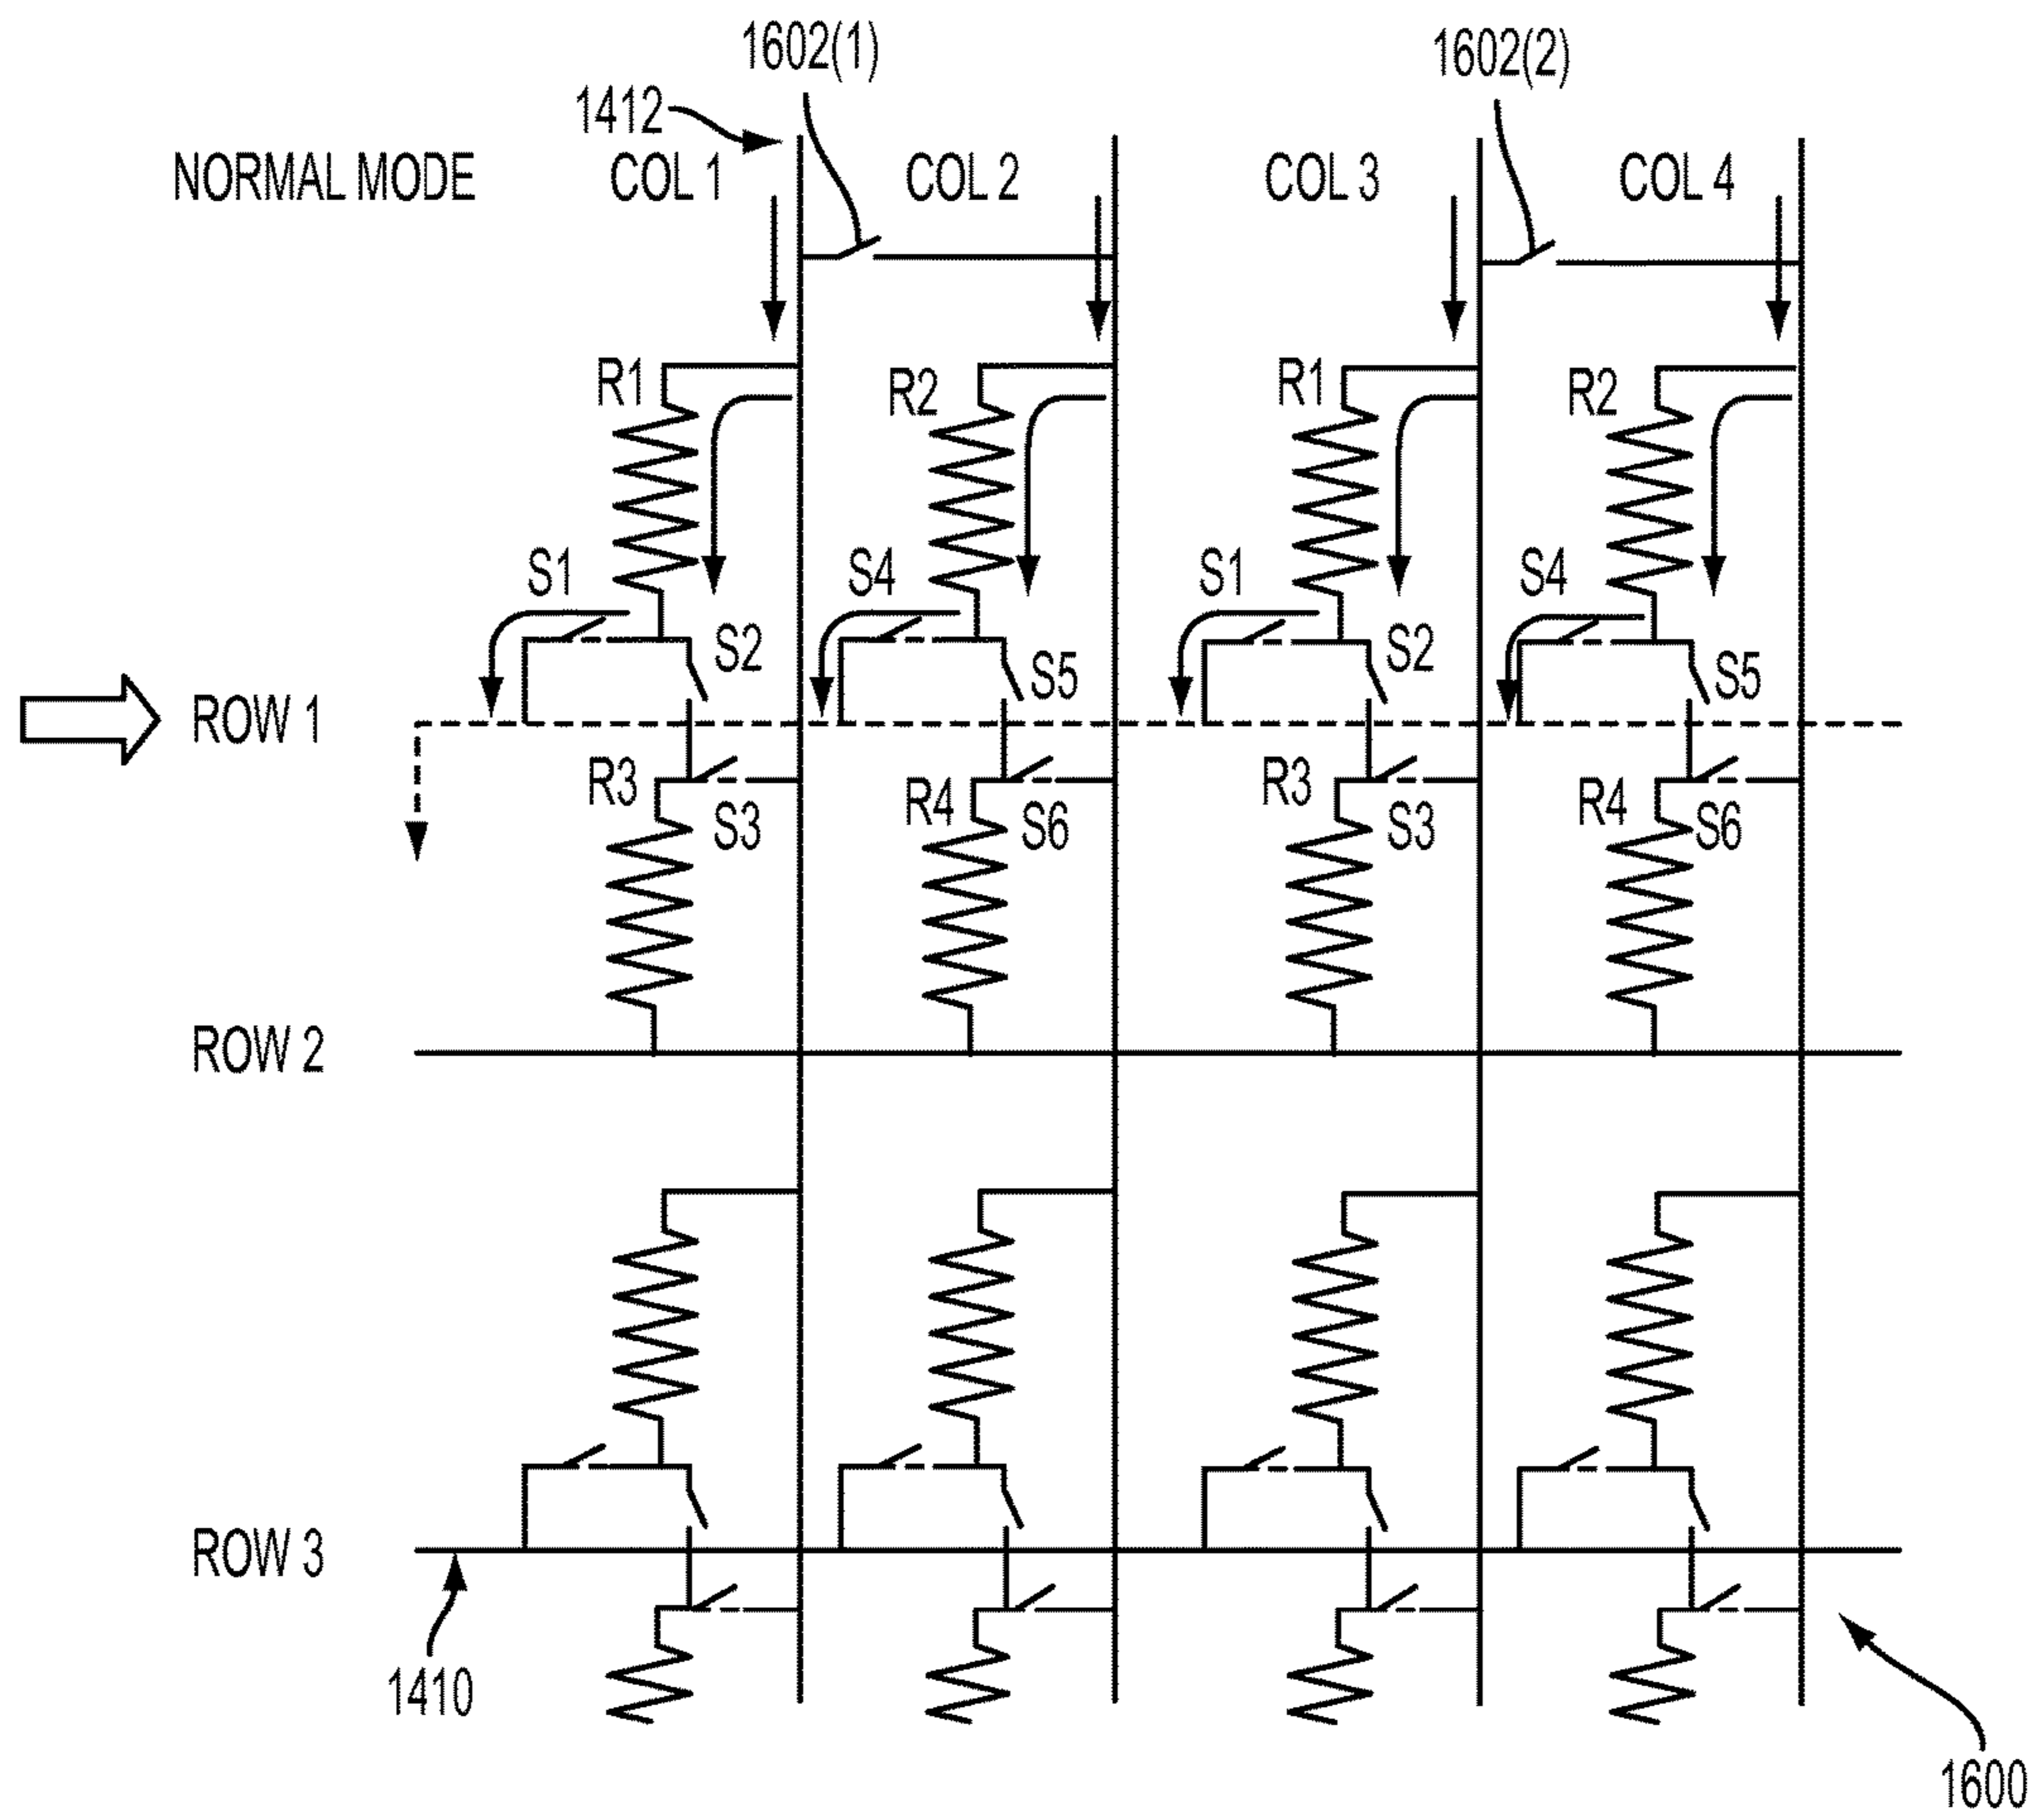 1602(1)
1602(2)
1412
NORMAL MODE
COL 1
COL 2
COL 3
COL 4
R1
R2
R1
R2
S1
S4
S1
S4
S2
S5
S2
S5
ROW 1
R3
R4
R3
R4
S3
S6
S3
S6
ROW 2
ROW 3
1410
1600